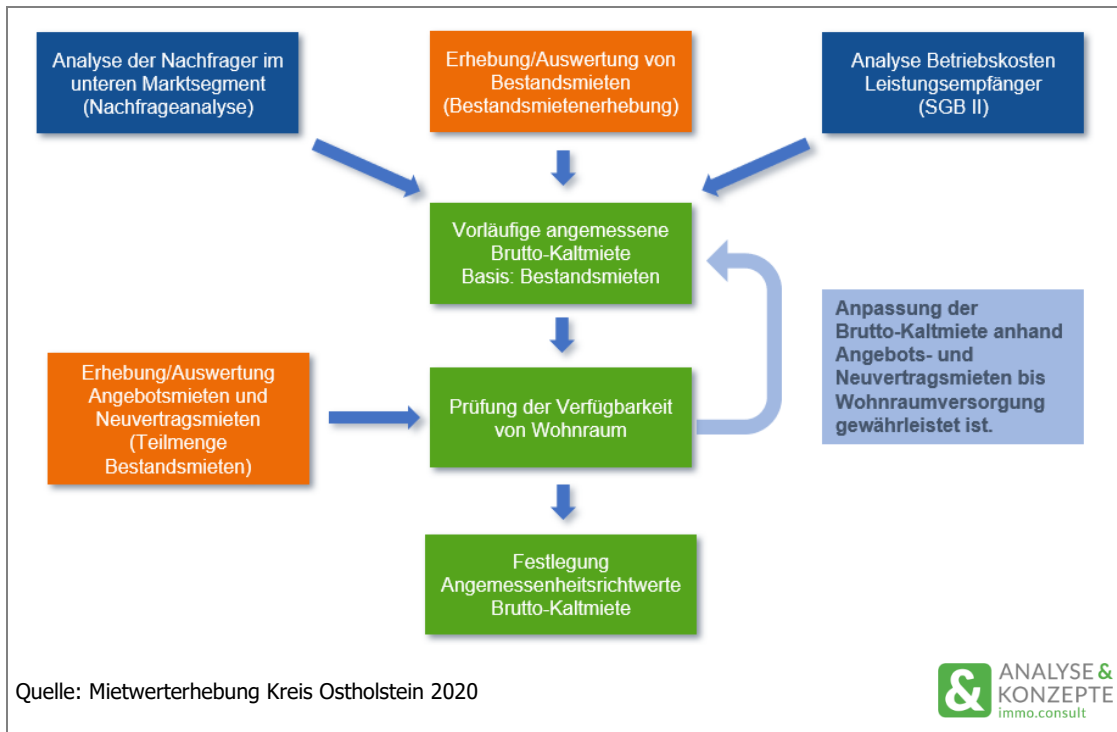 Analyse der Nachfrager im
unteren Marktsegment
(Nachfrageanalyse)
Erhebung/Auswertung von
Bestandsmieten
(Bestandsmietenerhebung)
Analyse Betriebskosten
Leistungsempfänger
(SGB II)
Vorläufige angemessene
Brutto-Kaltmiete
Basis: Bestandsmieten
Anpassung der
Brutto-Kaltmiete anhand
Angebots- und
Neuvertragsmieten bis
Wohnraumversorgung
gewährleistet ist.
Erhebung/Auswertung
Angebotsmieten und
Neuvertragsmieten
(Teilmenge
Bestandsmieten)
Prüfung der Verfügbarkeit
von Wohnraum
Festlegung
Angemessenheitsrichtwerte
Brutto-Kaltmiete
Quelle: Mietwerterhebung Kreis Ostholstein 2020
&
ANALYSE &
KONZEPTE
immo.consult